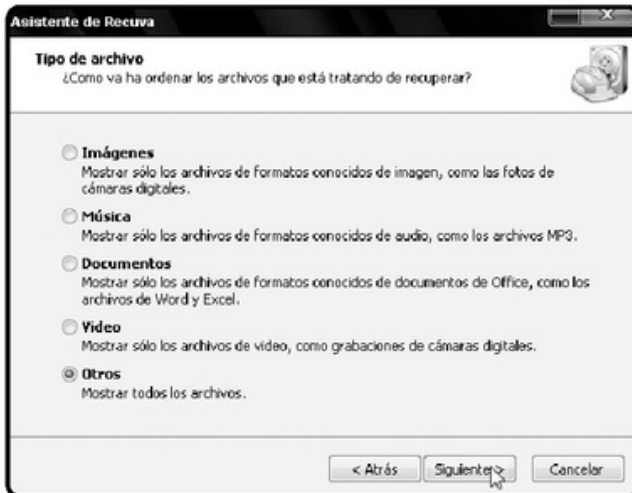 Asistente de Recuva
Tipo de archivo
¿Como va ha ordenar los archivos que está tratando de recuperar?
Imágenes
Mostrar sólo los archivos de formatos conocidos de imagen, como las fotos de
cámaras digitales.
Música
Mostrar sólo los archivos de formatos conocidos de audio, como los archivos MP3.
Documentos
Mostrar sólo los archivos de formatos conocidos de documentos de Office, como los
archivos de Word y Excel.
Video
Mostrar sólo los archivos de video, como grabaciones de cámaras digitales.
Otros
Mostrar todos los archivos.
< Atrás Siguiente > Cancelar